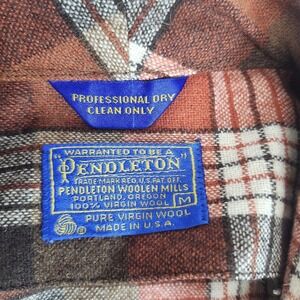 PROFESSIONAL DRY
CLEAN ONLY
WARRANTED TO BE A
"PENDLETON"
TRADE MARK REG. U.S. PAT. OFF.
PENDLETON WOOLEN MILLS
PORTLAND, OREGON
100% VIRGIN WOOL M
PURE VIRGIN WOOL
MADE IN U.S.A.